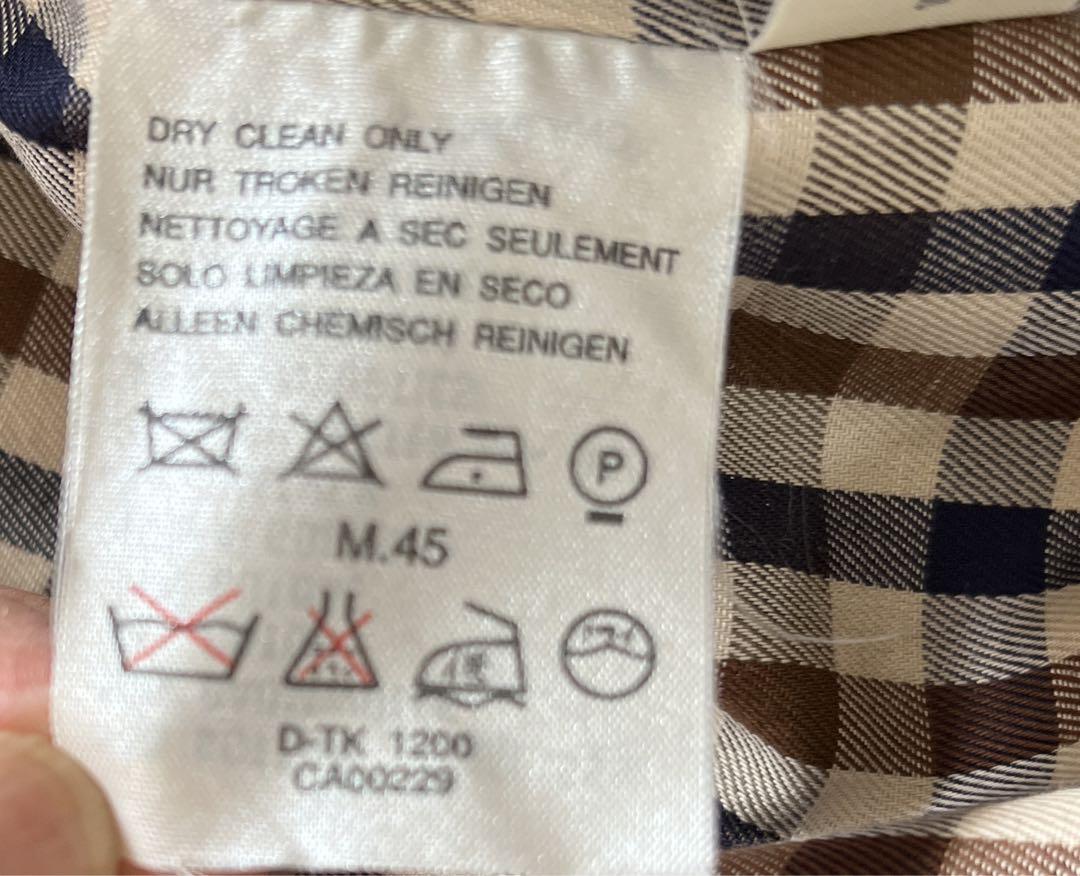 DRY CLEAN ONLY
NUR TROKEN REINIGEN
NETTOYAGE A SEC SEULEMENT
SOLO LIMPIEZA EN SECO
ALLEEN CHEMISCH REINIGEN
P
M.45
D-TK 1200
CA00229